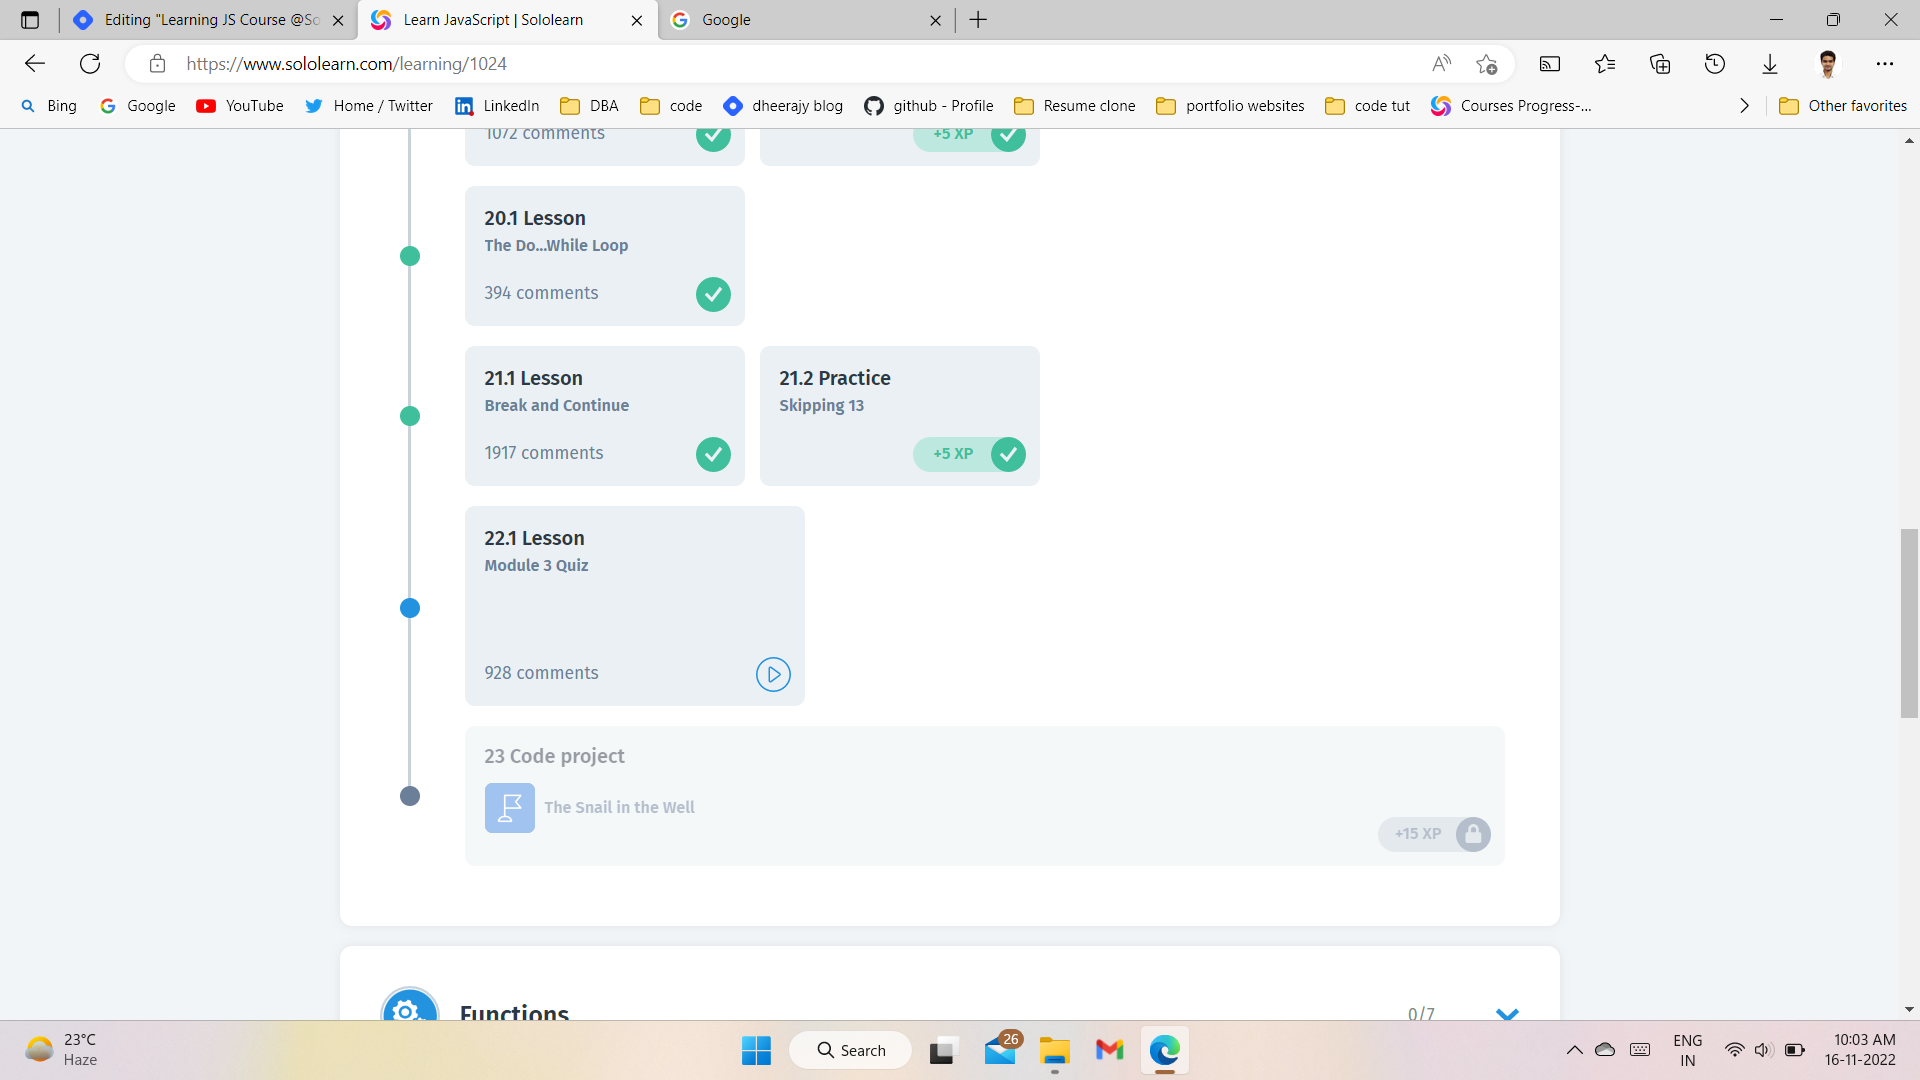 Editing "Learning JS Course @So
Learn JavaScript | Sololearn
Google
https://www.sololearn.com/learning/1024
Bing
Google
YouTube
Home / Twitter
LinkedIn
DBA
code
dheerajy blog
github - Profile
Resume clone
portfolio websites
code tut
Courses Progress-...
Other favorites
1072 comments
+5 XP
20.1 Lesson
The Do...While Loop
394 comments
21.1 Lesson
Break and Continue
1917 comments
21.2 Practice
Skipping 13
+5 XP
22.1 Lesson
Module 3 Quiz
928 comments
23 Code project
The Snail in the Well
+15 XP
Functions
0/7
23°C
Haze
Search
26
ENG
IN
10:03 AM
16-11-2022